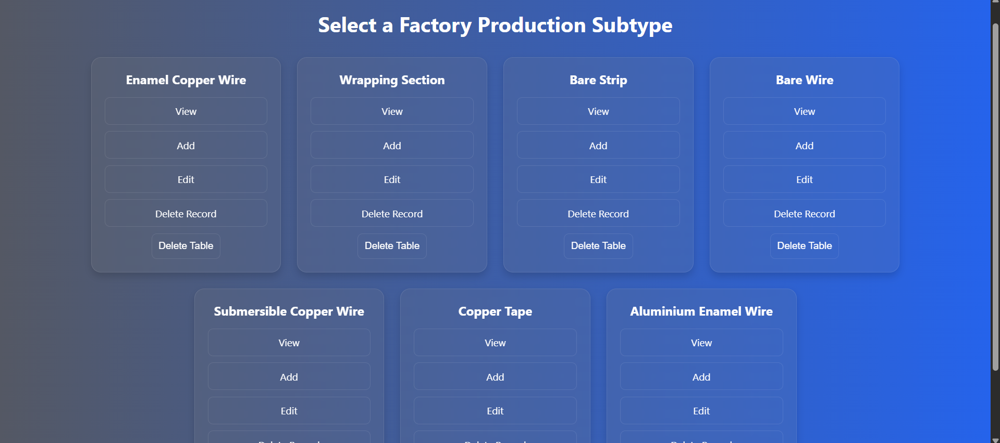 Select a Factory Production Subtype
Enamel Copper Wire
View
Add
Edit
Delete Record
Delete Table
Wrapping Section
View
Add
Edit
Delete Record
Delete Table
Bare Strip
View
Add
Edit
Delete Record
Delete Table
Bare Wire
View
Add
Edit
Delete Record
Delete Table
Submersible Copper Wire
View
Add
Edit
Copper Tape
View
Add
Edit
Aluminium Enamel Wire
View
Add
Edit